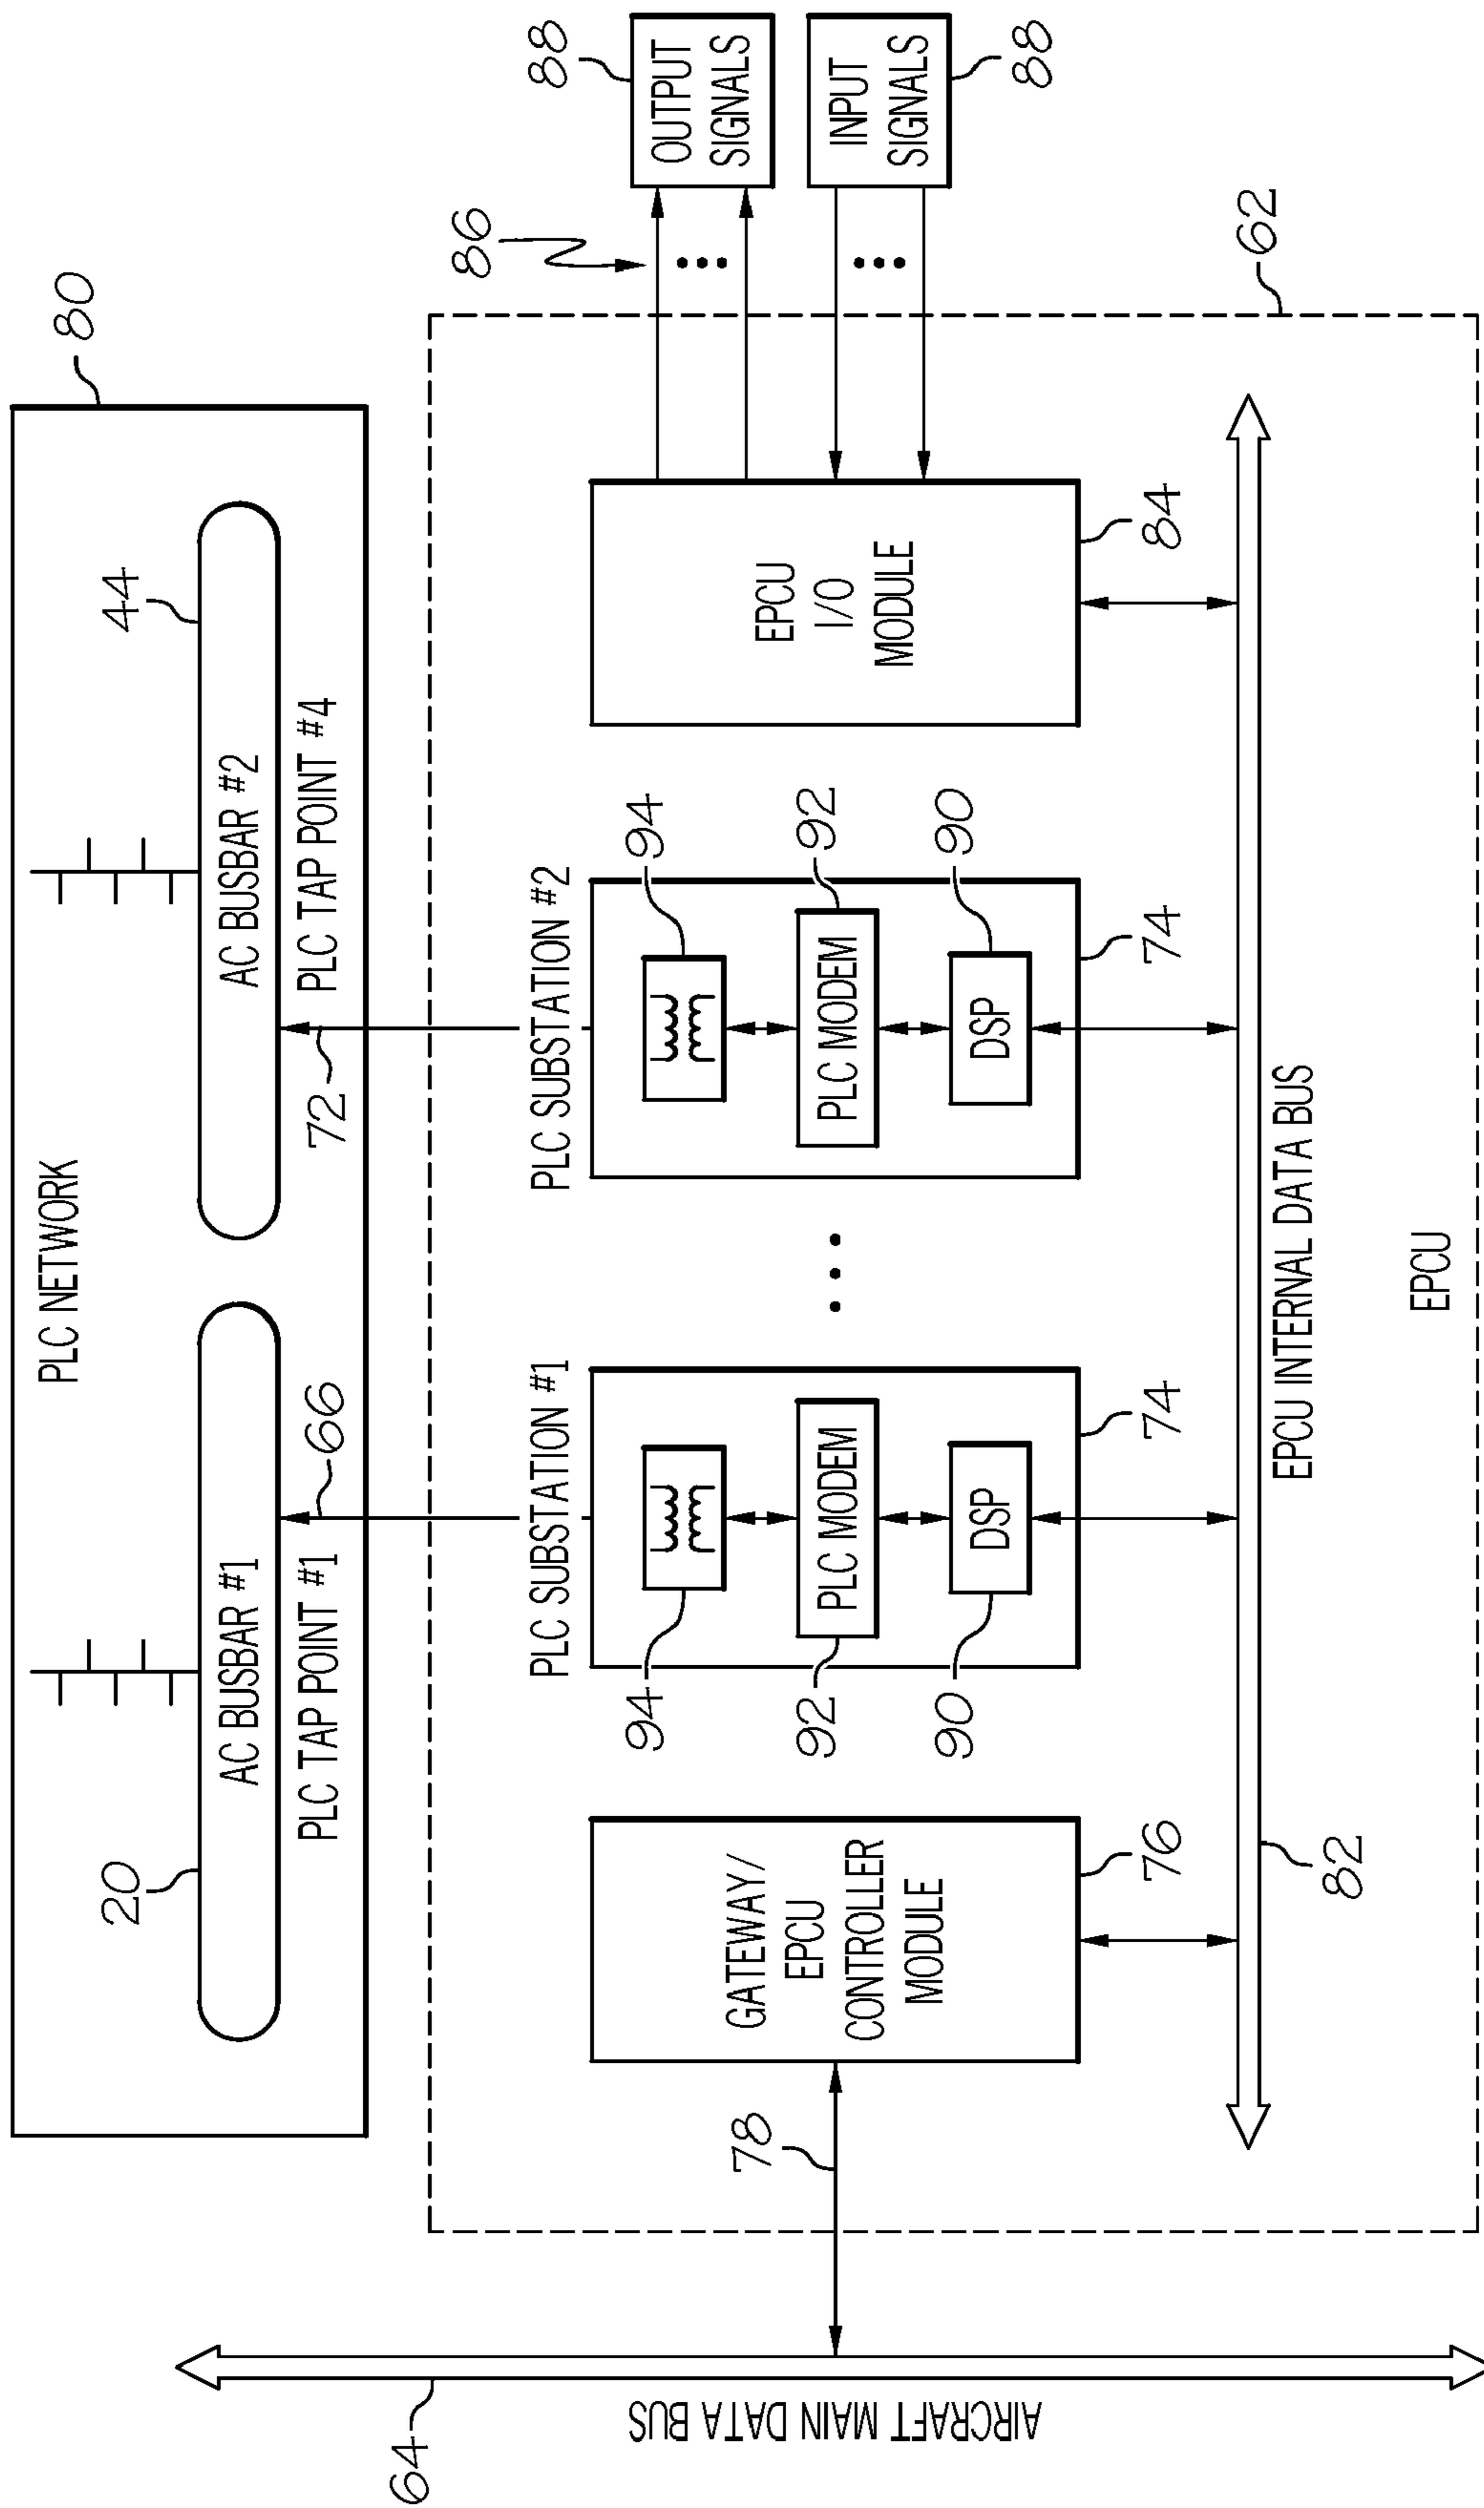 PLC NETWORK
80
20
44
AC BUSBAR #1
AC BUSBAR #2
PLC TAP POINT #1
66
72
PLC TAP POINT #4
64
AIRCRAFT MAIN DATA BUS
78
GATEWAY/
EPCU
CONTROLLER
MODULE
76
PLC SUBSTATION #1
94
92
PLC MODEM
90
DSP
74
PLC SUBSTATION #2
94
92
PLC MODEM
90
DSP
74
EPCU
I/O
MODULE
84
86
OUTPUT
SIGNALS
88
INPUT
SIGNALS
88
62
82
EPCU INTERNAL DATA BUS
EPCU